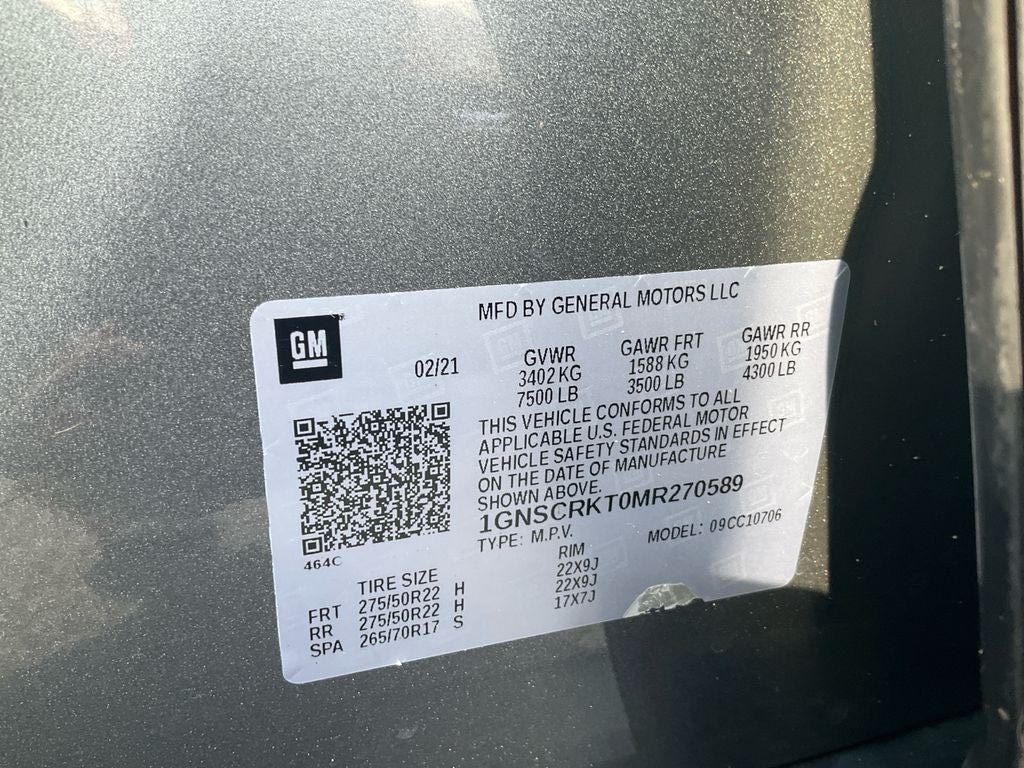 MFD BY GENERAL MOTORS LLC
GM
02/21
GVWR GAWR FRT GAWR RR
3402 KG 1588 KG 1950 KG
7500 LB 3500 LB 4300 LB
THIS VEHICLE CONFORMS TO ALL
APPLICABLE U.S. FEDERAL MOTOR
VEHICLE SAFETY STANDARDS IN EFFECT
ON THE DATE OF MANUFACTURE
SHOWN ABOVE.
1GNSCRKT0MR270589
TYPE: M.P.V. MODEL: 09CC10706
464C
TIRE SIZE RIM
FRT 275/50R22 H 22X9J
RR 275/50R22 H 22X9J
SPA 265/70R17 S 17X7J